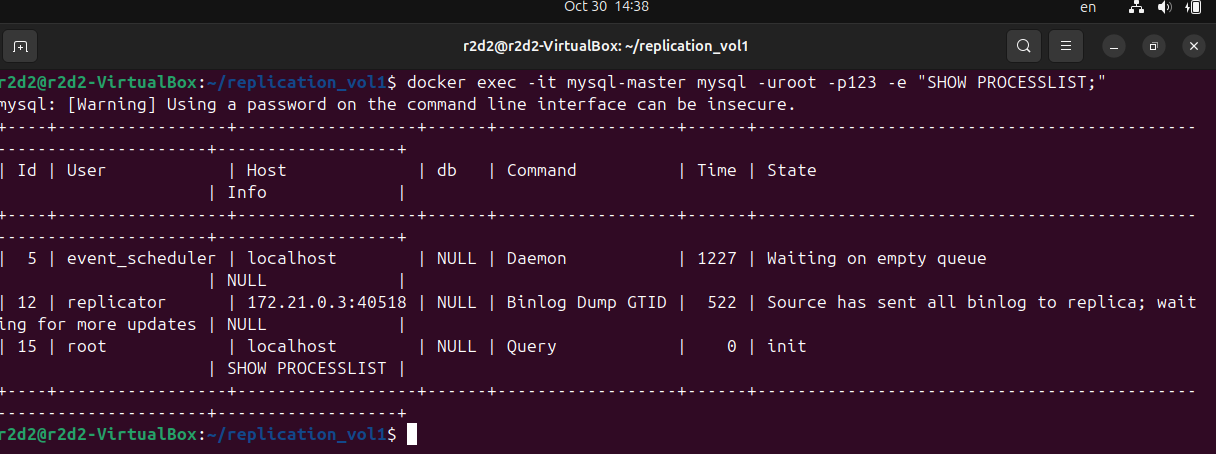 Oct 30 14:38
en
r2d2@r2d2-VirtualBox: ~/replication_vol1
r2d2@r2d2-VirtualBox:~/replication_vol1$ docker exec -it mysql-master mysql -uroot -p123 -e "SHOW PROCESSLIST;"
mysql: [Warning] Using a password on the command line interface can be insecure.
+----+-----------------+------------------+------+------------------+------+--------------------------------------------
---------------------+------------------+
| Id | User            | Host             | db   | Command          | Time | State
                     | Info             |
+----+-----------------+------------------+------+------------------+------+--------------------------------------------
---------------------+------------------+
|  5 | event_scheduler | localhost        | NULL | Daemon           | 1227 | Waiting on empty queue
                     | NULL             |
| 12 | replicator      | 172.21.0.3:40518 | NULL | Binlog Dump GTID |  522 | Source has sent all binlog to replica; wait
ing for more updates | NULL             |
| 15 | root            | localhost        | NULL | Query            |    0 | init
                     | SHOW PROCESSLIST |
+----+-----------------+------------------+------+------------------+------+--------------------------------------------
---------------------+------------------+
r2d2@r2d2-VirtualBox:~/replication_vol1$